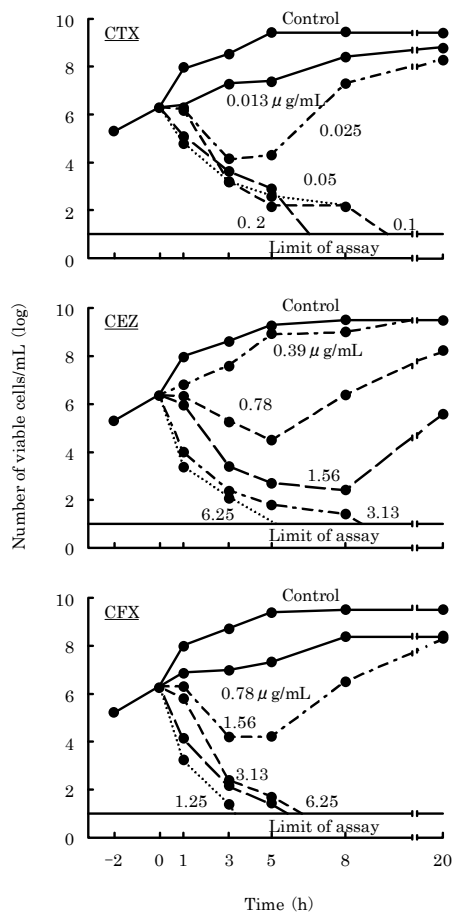 Number of viable cells/mL (log)
CTX
10
8
6
4
2
0
Control
0.013 μg/mL
0.025
0.05
0. 2
0.1
Limit of assay
CEZ
10
8
6
4
2
0
Control
0.39 μg/mL
0.78
1.56
6.25
3.13
Limit of assay
CFX
10
8
6
4
2
0
Control
0.78 μg/mL
1.56
3.13
1.25
6.25
Limit of assay
-2 0 1 3 5 8 20
Time (h)